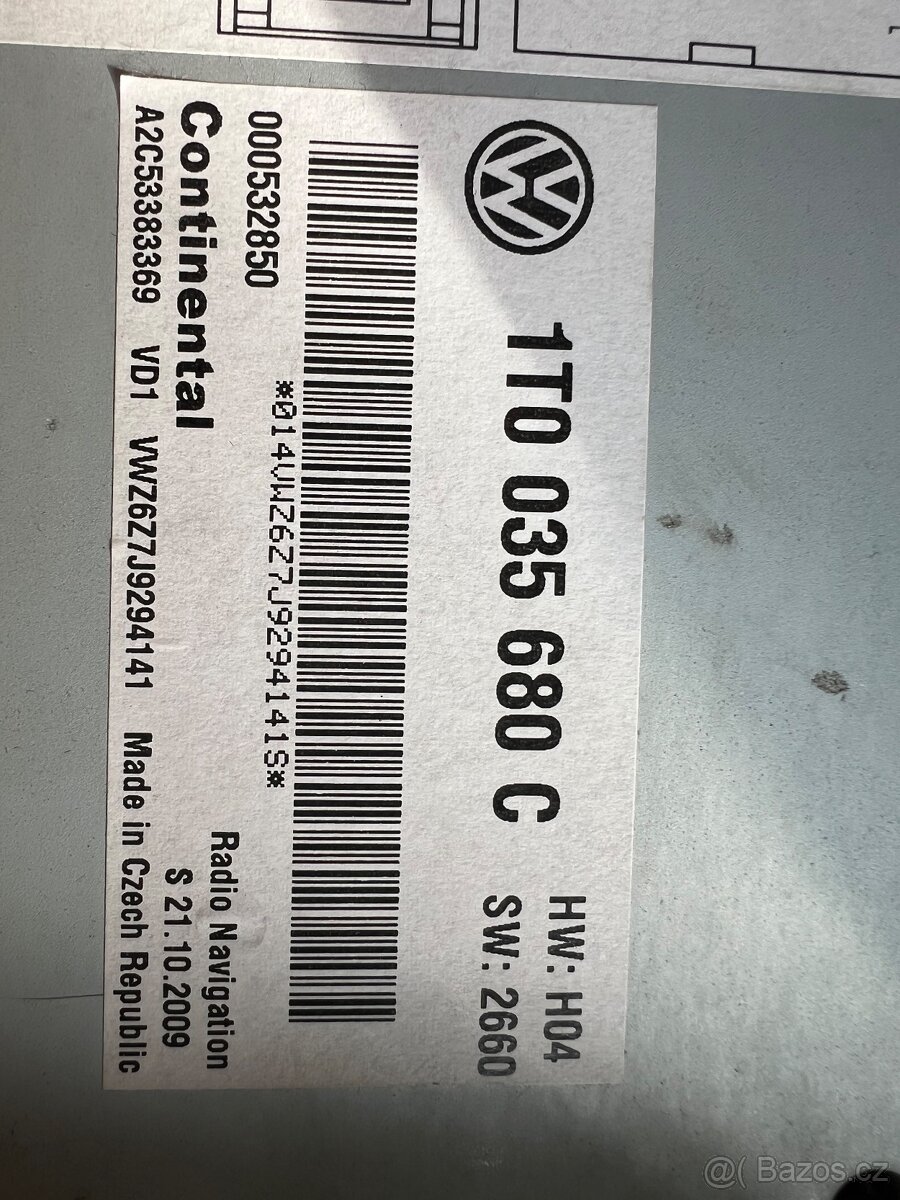 1T0 035 680 C
HW: H04
SW: 2660
*014VWZ6Z7J9294141S*
000532850
Radio Navigation
Continental
S 21.10.2009
A2C53383369 VD1 VWZ6Z7J9294141 Made in Czech Republic
@( Bazos.cz